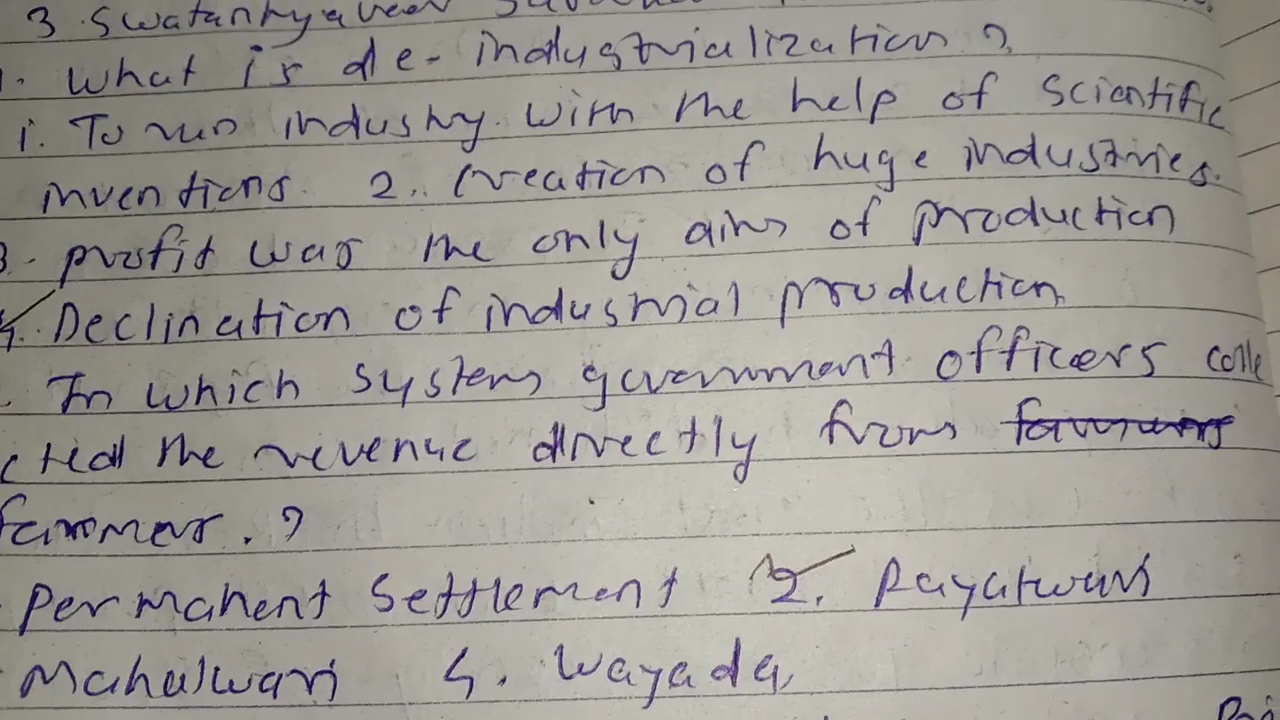 3. Swatantryaveer
1. What is de-industrialization?
1. To run industry with the help of scientific
inventions. 2. Creation of huge industries.
3. profit was the only aim of production
4. Declination of industrial production
. In which system government officers colle
cted the revenue directly from
farmer.?
Permanent Settlement 2. Rayatwari
Mahalwari 4. Wayada,